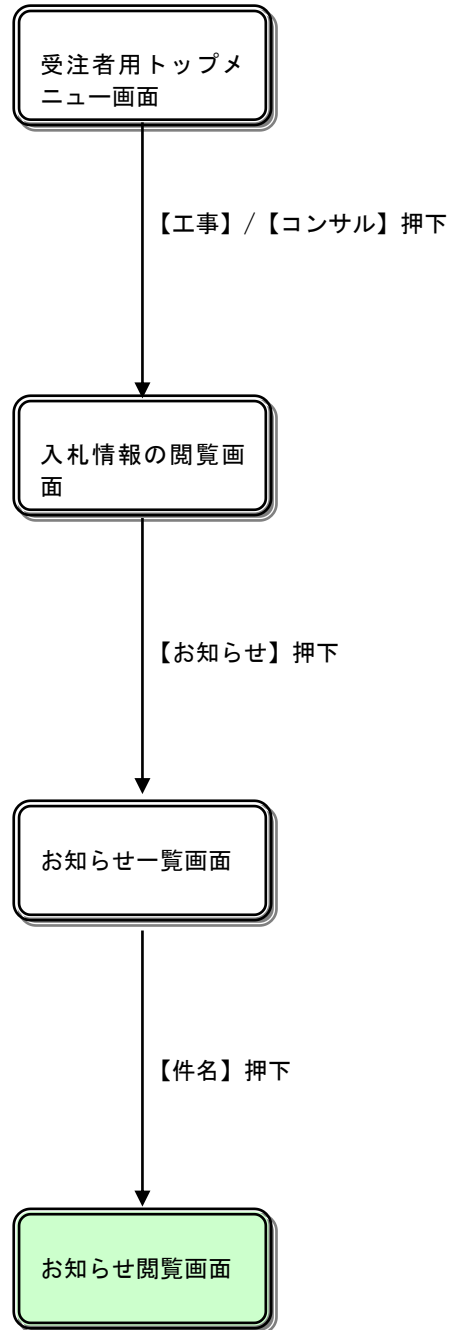 受注者用トップメ
ニュー画面
【工事】/【コンサル】押下
入札情報の閲覧画
面
【お知らせ】押下
お知らせ一覧画面
【件名】押下
お知らせ閲覧画面